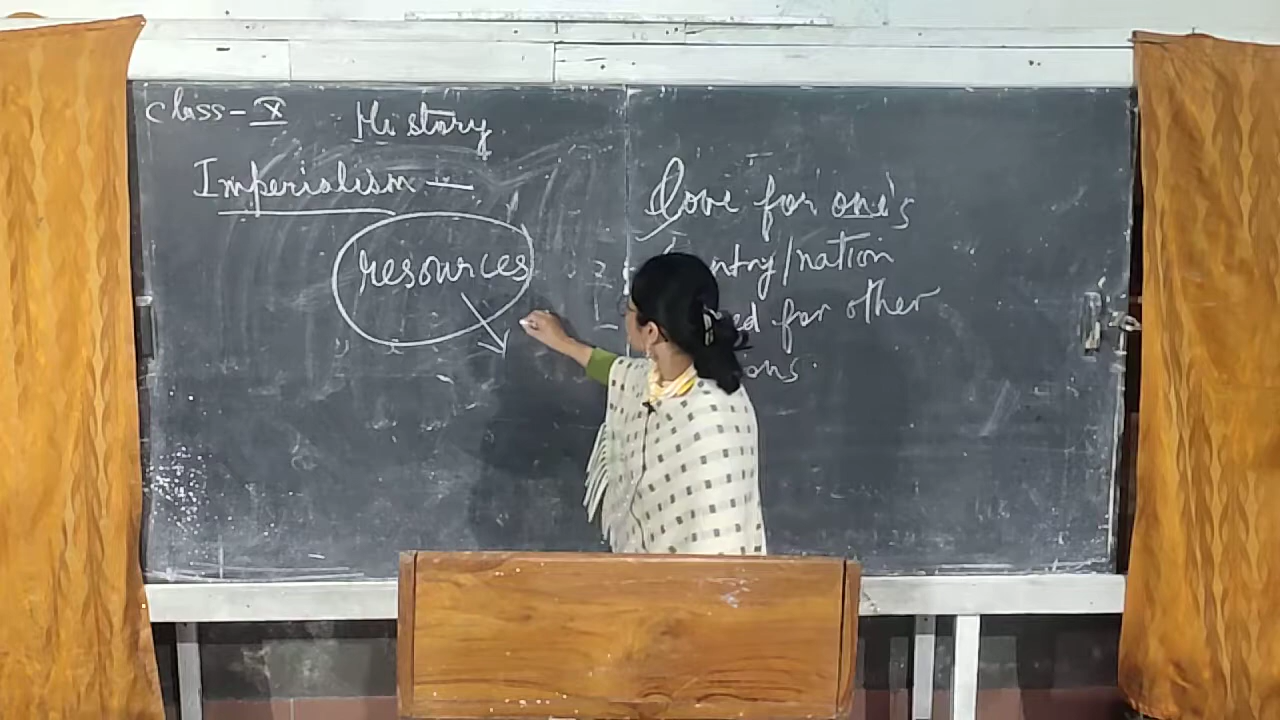 Class - X
History
Imperialism —
resources
love for one's
ntry/nation
ed for other
ons.